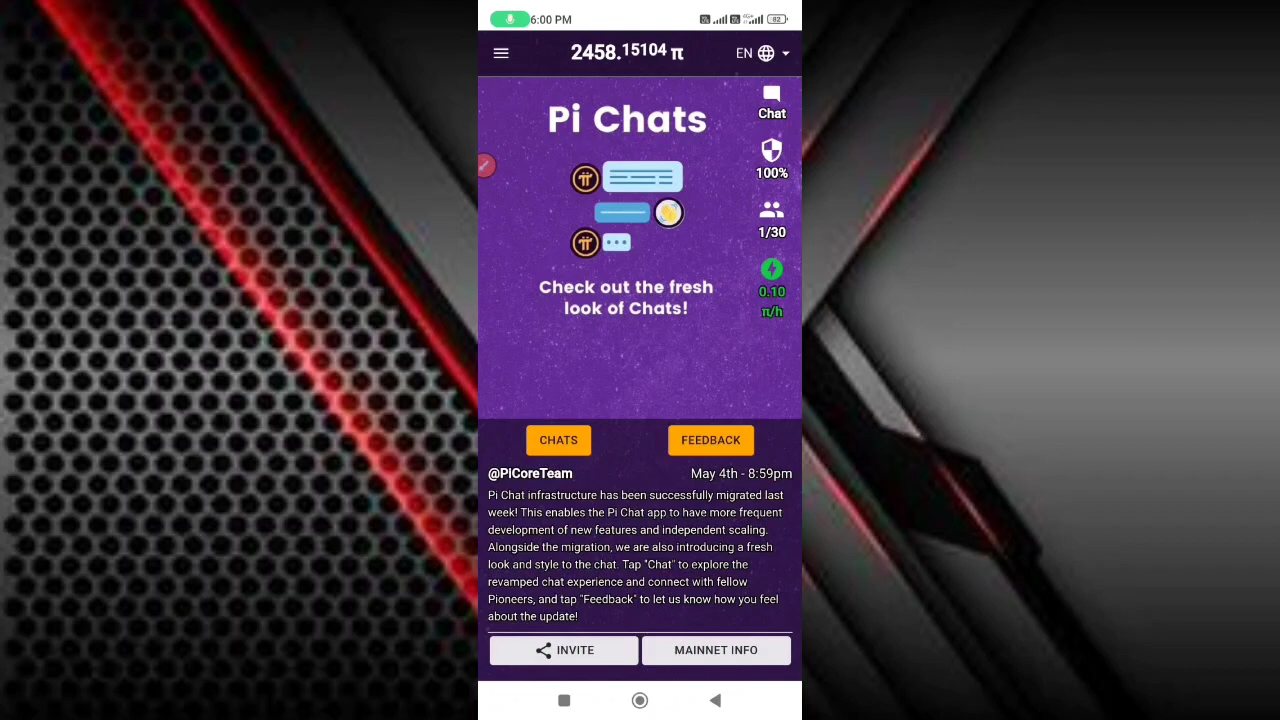 6:00 PM
82
2458.15104 π
EN
Pi Chats
Chat
100%
1/30
0.10
π/h
Check out the fresh
look of Chats!
CHATS
FEEDBACK
@PiCoreTeam
May 4th - 8:59pm
Pi Chat infrastructure has been successfully migrated last
week! This enables the Pi Chat app to have more frequent
development of new features and independent scaling.
Alongside the migration, we are also introducing a fresh
look and style to the chat. Tap "Chat" to explore the
revamped chat experience and connect with fellow
Pioneers, and tap "Feedback" to let us know how you feel
about the update!
INVITE
MAINNET INFO